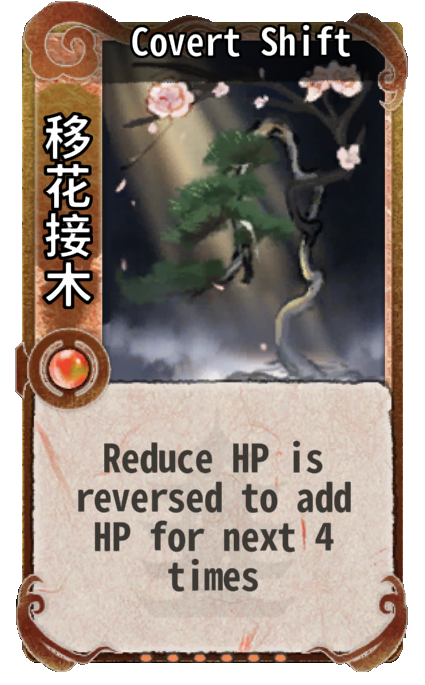 Covert Shift
移花接木
Reduce HP is
reversed to add
HP for next 4
times